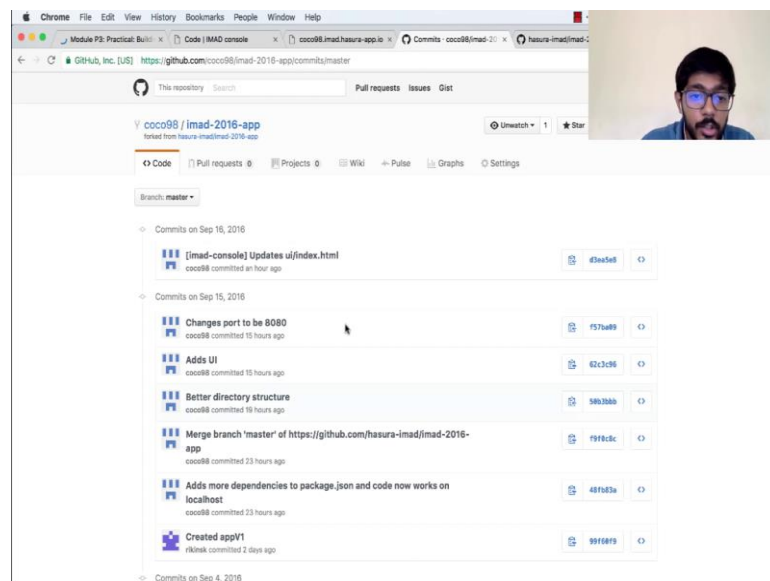 Chrome File Edit View History Bookmarks People Window Help
Module P3: Practical: Build × Code | IMAD console × coco98.imad.hasura-app.io × Commits · coco98/imad-20 × hasura-imad/imad-2
GitHub, Inc. [US] https://github.com/coco98/imad-2016-app/commits/master
This repository Search Pull requests Issues Gist
coco98 / imad-2016-app Unwatch 1 Star
forked from hasura-imad/imad-2016-app
Code Pull requests 0 Projects 0 Wiki Pulse Graphs Settings
Branch: master
Commits on Sep 16, 2016
[imad-console] Updates ui/index.html
coco98 committed an hour ago
d3ea5e8
Commits on Sep 15, 2016
Changes port to be 8080
coco98 committed 15 hours ago
f57ba09
Adds UI
coco98 committed 15 hours ago
62c3c96
Better directory structure
coco98 committed 19 hours ago
50b3bbb
Merge branch 'master' of https://github.com/hasura-imad/imad-2016-
app
coco98 committed 23 hours ago
f9f0c8c
Adds more dependencies to package.json and code now works on
localhost
coco98 committed 23 hours ago
48fb83a
Created appV1
rikinsk committed 2 days ago
99f60f9
Commits on Sep 4, 2016